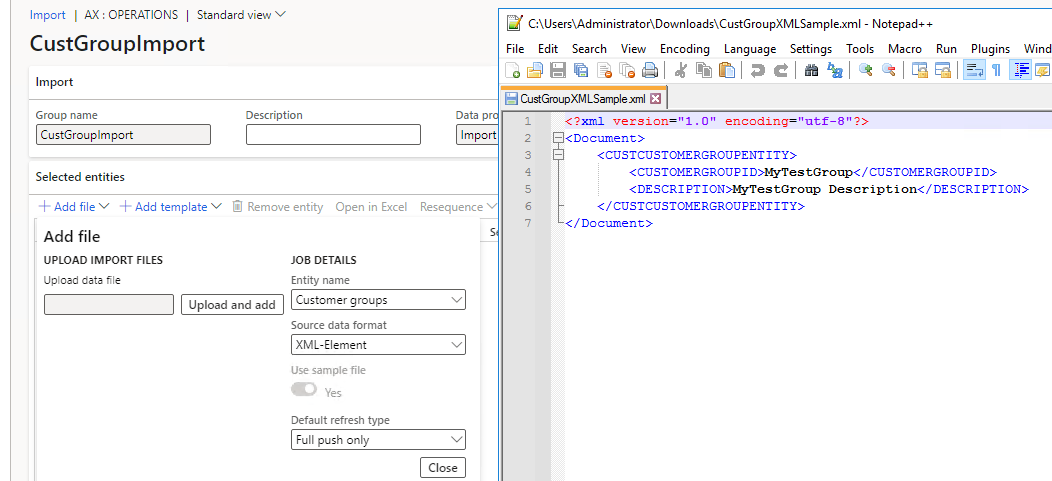 Import | AX : OPERATIONS | Standard view
CustGroupImport
Import
Group name
Description
Data pro
CustGroupImport
Import
Selected entities
Add file
Add template
Remove entity
Open in Excel
Resequence
Add file
UPLOAD IMPORT FILES
Upload data file
Upload and add
JOB DETAILS
Entity name
Customer groups
Source data format
XML-Element
Use sample file
Yes
Default refresh type
Full push only
Close
Se
C:\Users\Administrator\Downloads\CustGroupXMLSample.xml - Notepad++
File Edit Search View Encoding Language Settings Tools Macro Run Plugins Wind
CustGroupXMLSample.xml
1 <?xml version="1.0" encoding="utf-8"?>
2 <Document>
3 <CUSTCUSTOMERGROUPENTITY>
4 <CUSTOMERGROUPID>MyTestGroup</CUSTOMERGROUPID>
5 <DESCRIPTION>MyTestGroup Description</DESCRIPTION>
6 </CUSTCUSTOMERGROUPENTITY>
7 </Document>